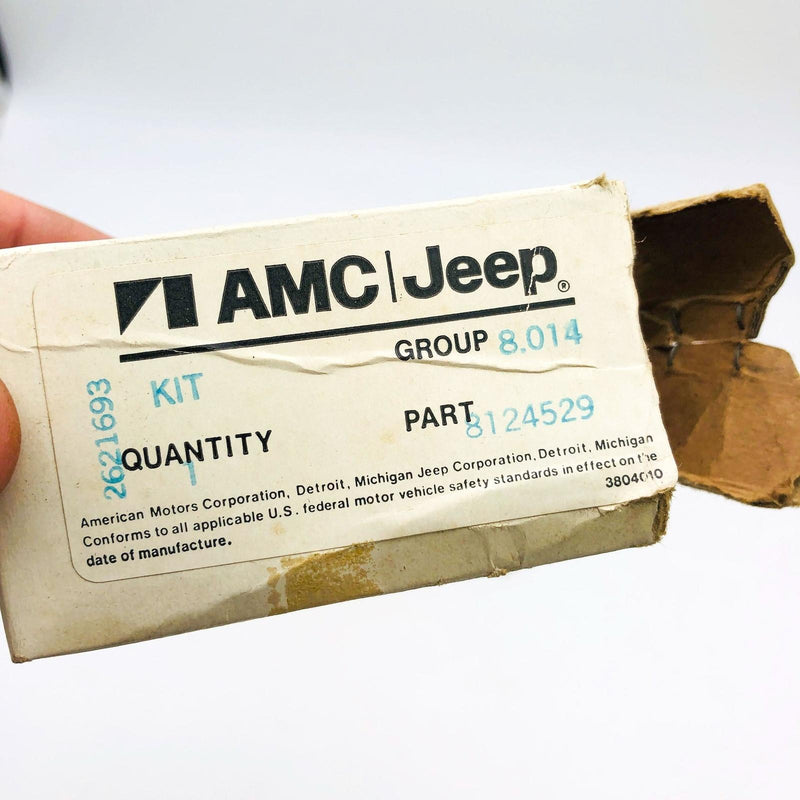 AMC|Jeep®
GROUP 8.014
KIT
PART 8124529
2621693
QUANTITY 1
American Motors Corporation, Detroit, Michigan Jeep Corporation, Detroit, Michigan
Conforms to all applicable U.S. federal motor vehicle safety standards in effect on the
date of manufacture.
3804010